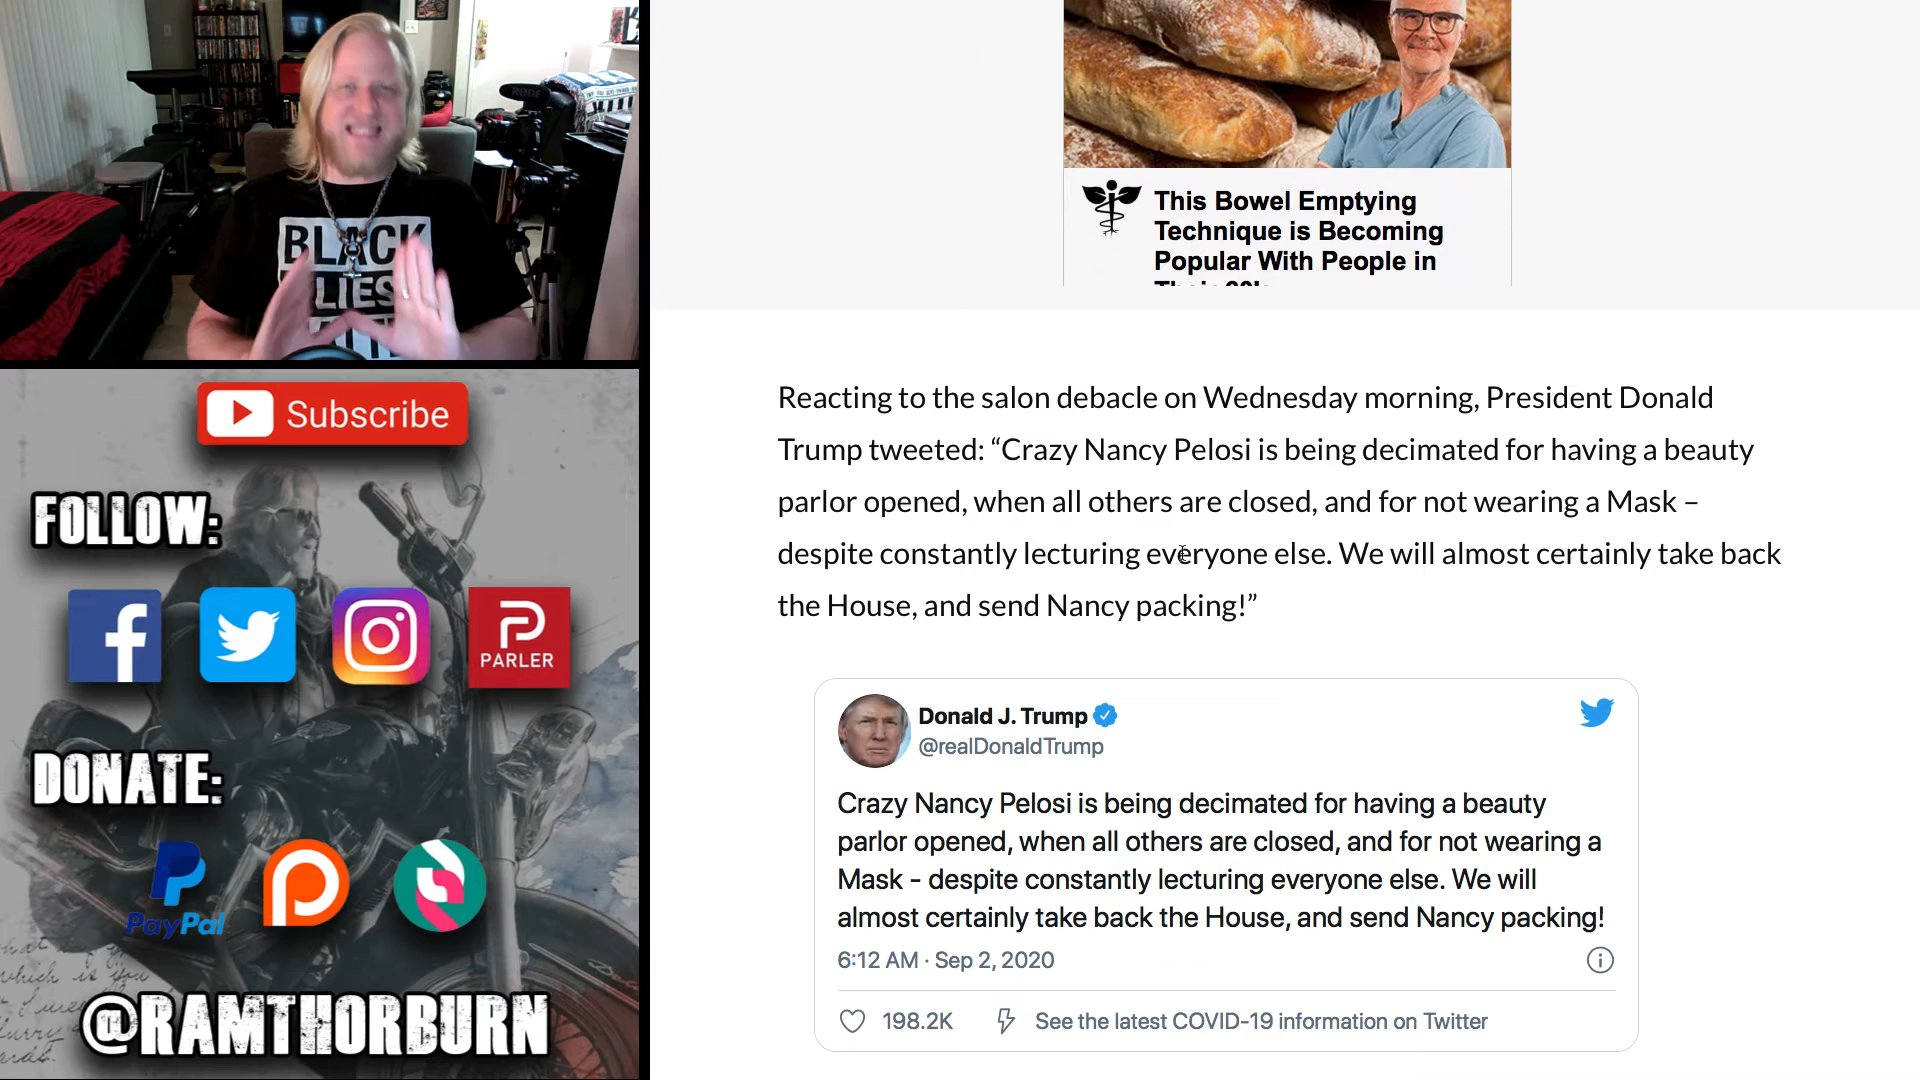 RODE
BLACK
LIES
Subscribe
FOLLOW:
PARLER
DONATE:
PayPal
@RAMTHORBURN
This Bowel Emptying
Technique is Becoming
Popular With People in
Reacting to the salon debacle on Wednesday morning, President Donald
Trump tweeted: “Crazy Nancy Pelosi is being decimated for having a beauty
parlor opened, when all others are closed, and for not wearing a Mask –
despite constantly lecturing everyone else. We will almost certainly take back
the House, and send Nancy packing!”
Donald J. Trump
@realDonaldTrump
Crazy Nancy Pelosi is being decimated for having a beauty
parlor opened, when all others are closed, and for not wearing a
Mask - despite constantly lecturing everyone else. We will
almost certainly take back the House, and send Nancy packing!
6:12 AM · Sep 2, 2020
198.2K
See the latest COVID-19 information on Twitter